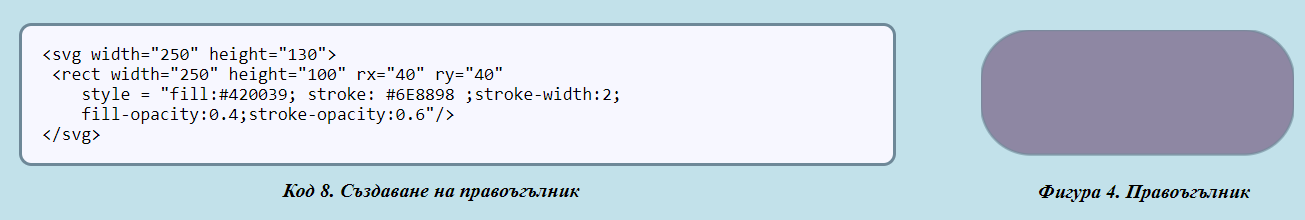 <svg width="250" height="130">
<rect width="250" height="100" rx="40" ry="40"
style = "fill:#420039; stroke: #6E8898 ;stroke-width:2;
fill-opacity:0.4;stroke-opacity:0.6"/>
</svg>
Код 8. Създаване на правоъгълник
Фигура 4. Правоъгълник